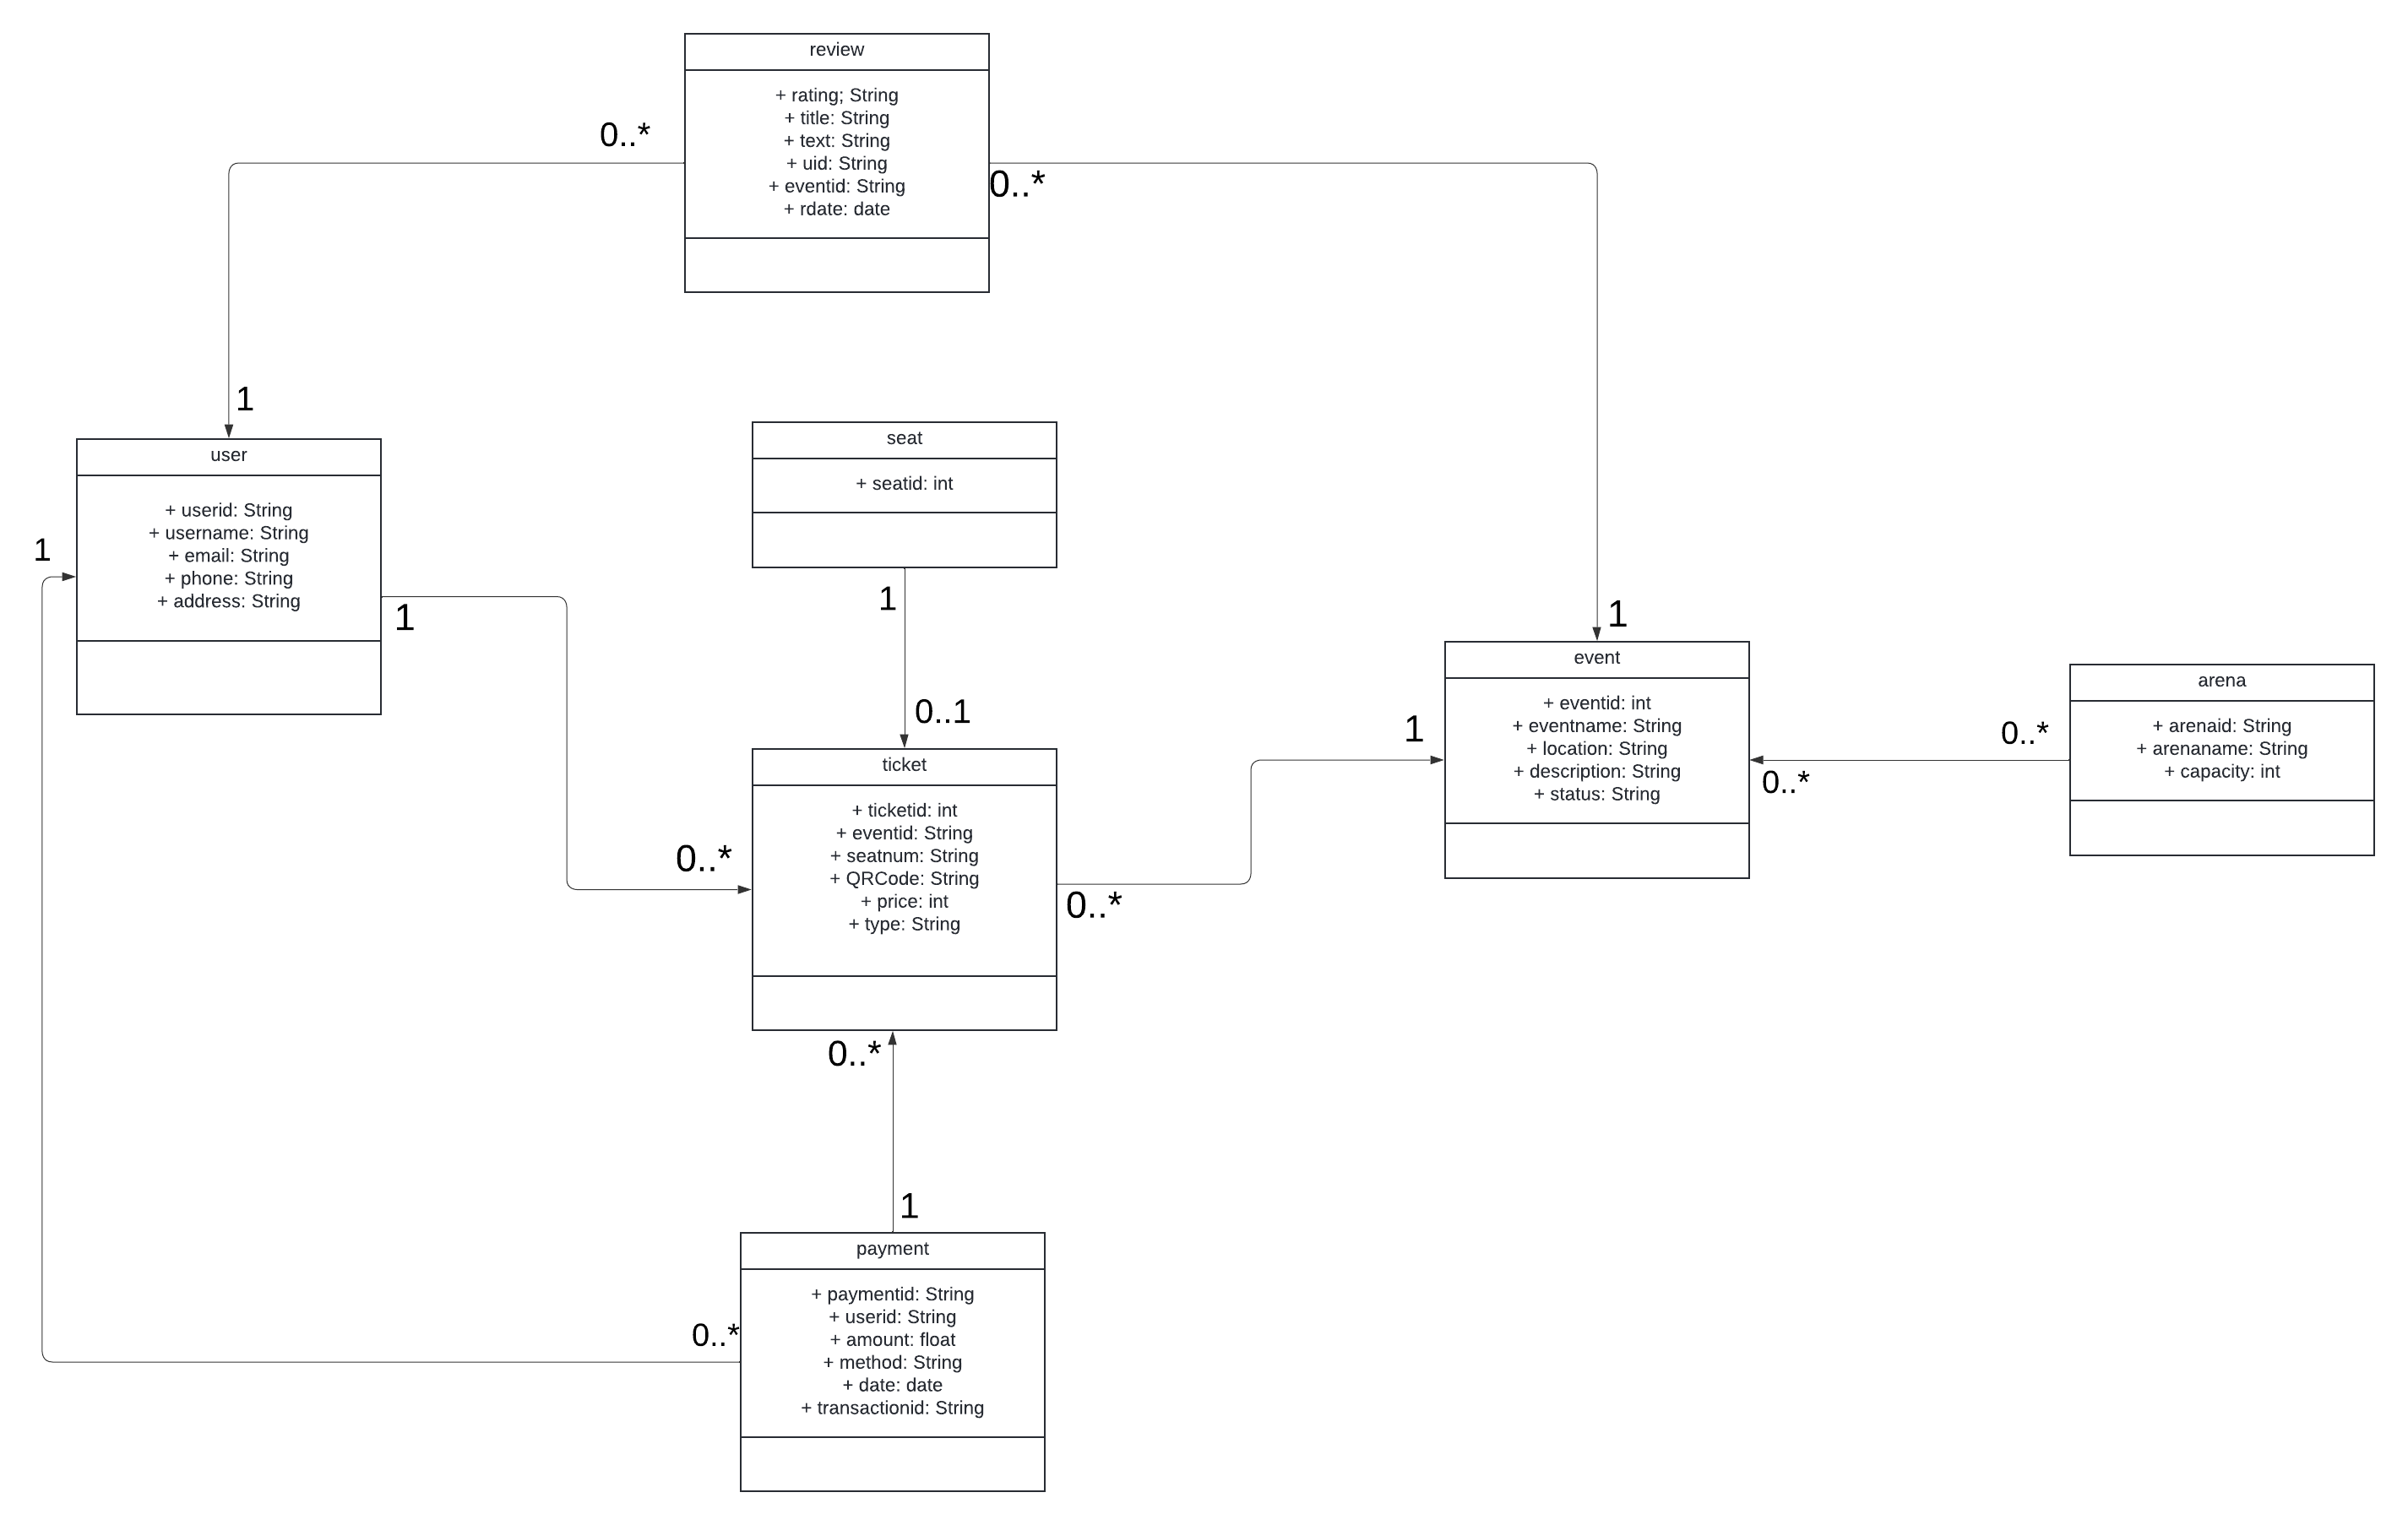 review
+ rating; String
+ title: String
+ text: String
+ uid: String
+ eventid: String
+ rdate: date
0..*
0..*
1
user
+ userid: String
+ username: String
+ email: String
+ phone: String
+ address: String
1
1
seat
+ seatid: int
1
0..1
ticket
+ ticketid: int
+ eventid: String
+ seatnum: String
+ QRCode: String
+ price: int
+ type: String
0..*
0..*
0..*
1
1
event
+ eventid: int
+ eventname: String
+ location: String
+ description: String
+ status: String
0..*
0..*
arena
+ arenaid: String
+ arenaname: String
+ capacity: int
1
payment
+ paymentid: String
+ userid: String
+ amount: float
+ method: String
+ date: date
+ transactionid: String
0..*